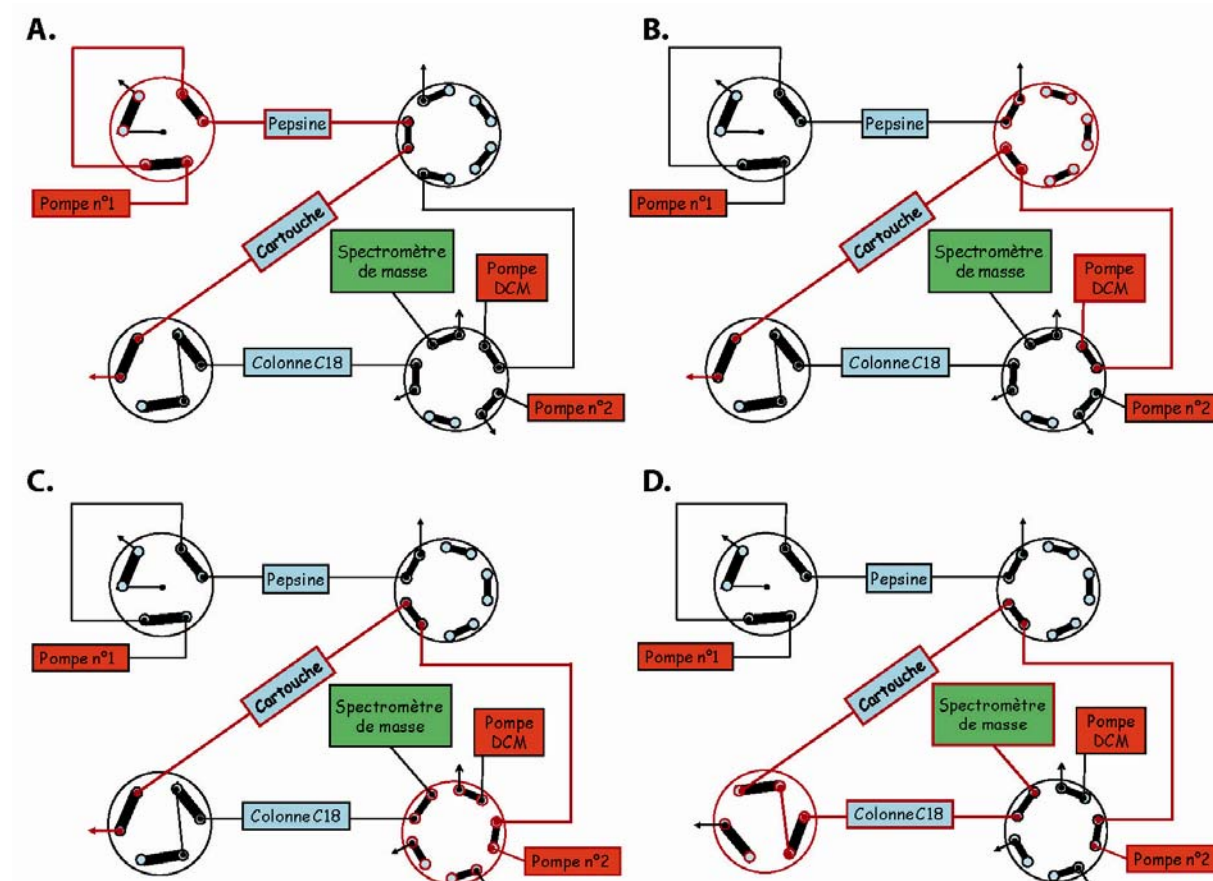 A.
Pepsine
Pompe n°1
Cartouche
Spectromètre
de masse
Pompe
DCM
Colonne C18
Pompe n°2
B.
Pepsine
Pompe n°1
Cartouche
Spectromètre
de masse
Pompe
DCM
Colonne C18
Pompe n°2
C.
Pepsine
Pompe n°1
Cartouche
Spectromètre
de masse
Pompe
DCM
Colonne C18
Pompe n°2
D.
Pepsine
Pompe n°1
Cartouche
Spectromètre
de masse
Pompe
DCM
Colonne C18
Pompe n°2